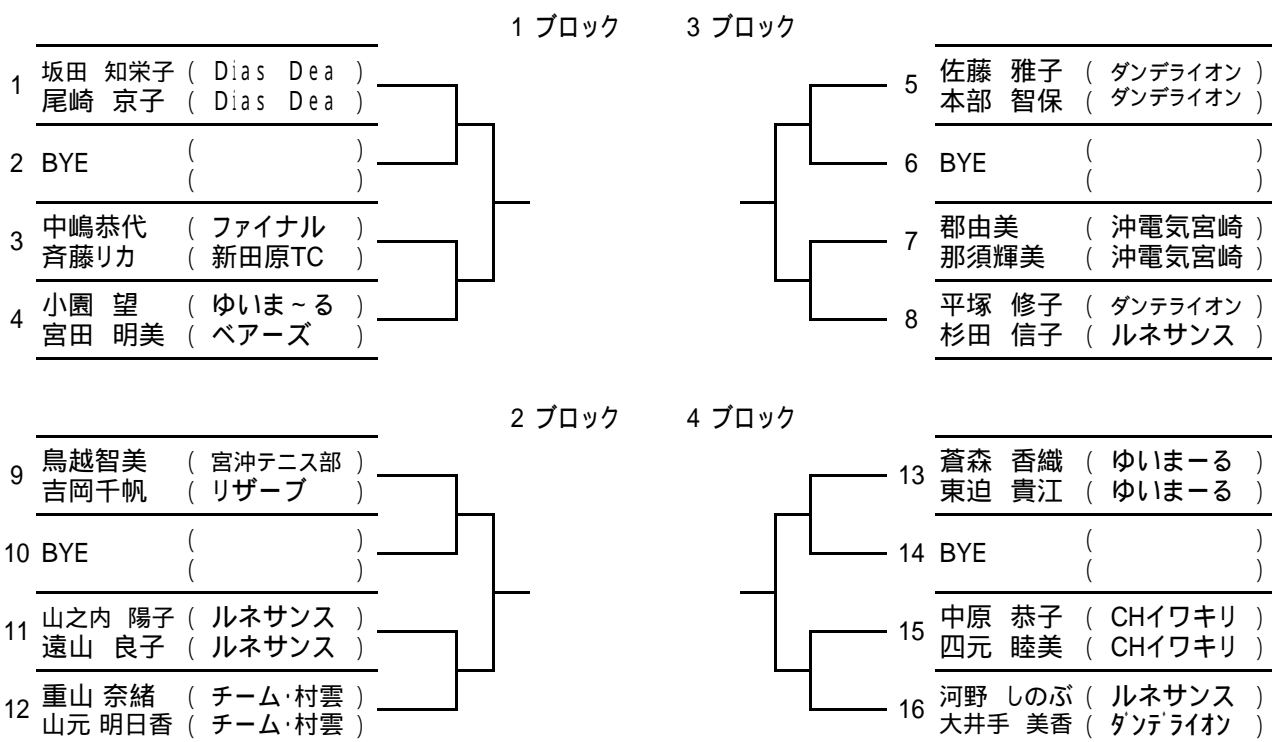 1 ブロック
1 坂田 知栄子 ( Dias Dea )
尾崎 京子 ( Dias Dea )
2 BYE ( )
( )
3 中嶋恭代 ( ファイナル )
斉藤リカ ( 新田原TC )
4 小園 望 ( ゆいま~る )
宮田 明美 ( ベアーズ )
3 ブロック
5 佐藤 雅子 ( ダンデライオン )
本部 智保 ( ダンデライオン )
6 BYE ( )
( )
7 郡由美 ( 沖電気宮崎 )
那須輝美 ( 沖電気宮崎 )
8 平塚 修子 ( ダンテライオン )
杉田 信子 ( ルネサンス )
2 ブロック
9 鳥越智美 ( 宮沖テニス部 )
吉岡千帆 ( リザーブ )
10 BYE ( )
( )
11 山之内 陽子 ( ルネサンス )
遠山 良子 ( ルネサンス )
12 重山 奈緒 ( チーム・村雲 )
山元 明日香 ( チーム・村雲 )
4 ブロック
13 蒼森 香織 ( ゆいまーる )
東迫 貴江 ( ゆいまーる )
14 BYE ( )
( )
15 中原 恭子 ( CHイワキリ )
四元 睦美 ( CHイワキリ )
16 河野 しのぶ ( ルネサンス )
大井手 美香 ( ダンデライオン )